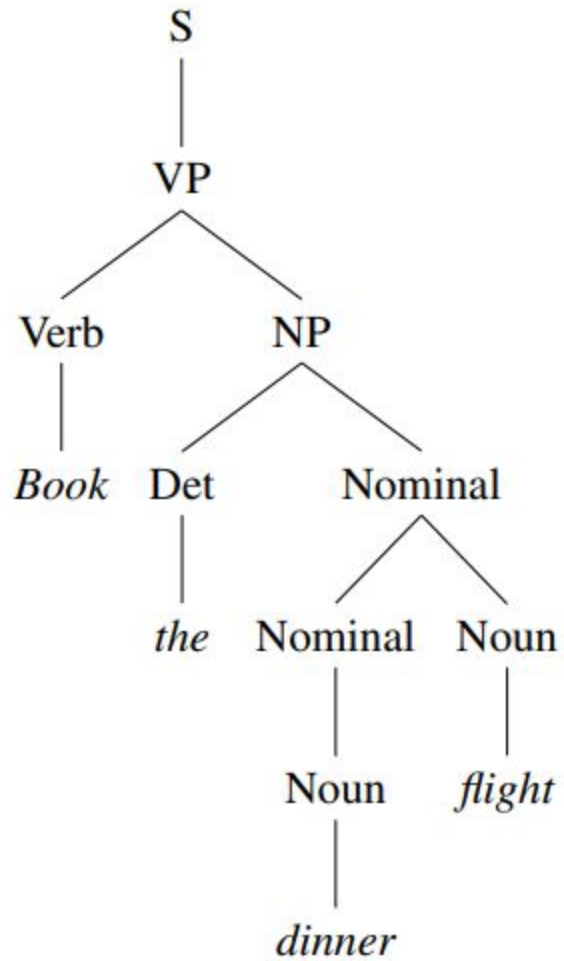 S
VP
Verb NP
Book Det Nominal
the Nominal Noun
Noun flight
dinner